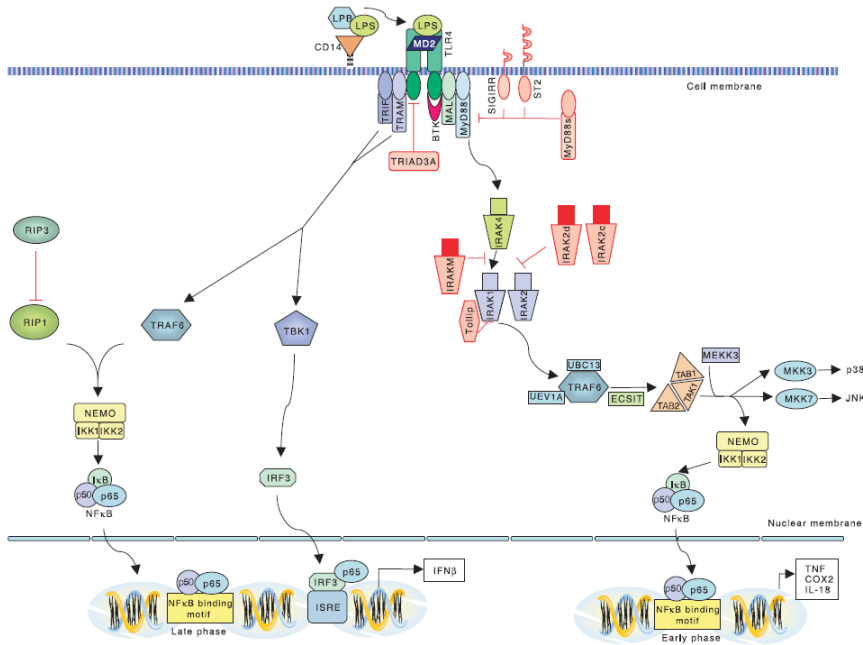 LPB
LPS
CD14
LPS
MD2
TLR4
SIGIRR
ST2
Cell membrane
TRIF
TRAM
BTK
MAL
MyD88
MyD88s
TRIAD3A
RIP3
IRAK4
IRAK2d
IRAK2c
IRAKM
IRAK1
IRAK2
Tollip
RIP1
TRAF6
TBK1
UBC13
TRAF6
UEV1A
ECSIT
TAB1
TAK1
TAB2
MEKK3
MKK3
p38
MKK7
JNK
NEMO
IKK1 IKK2
NEMO
IKK1 IKK2
IκB
p50 p65
NFκB
IRF3
IκB
p50 p65
NFκB
Nuclear membrane
p50 p65
NFκB binding
motif
Late phase
p65
IRF3
ISRE
IFNβ
p50 p65
NFκB binding
motif
Early phase
TNF
COX2
IL-18